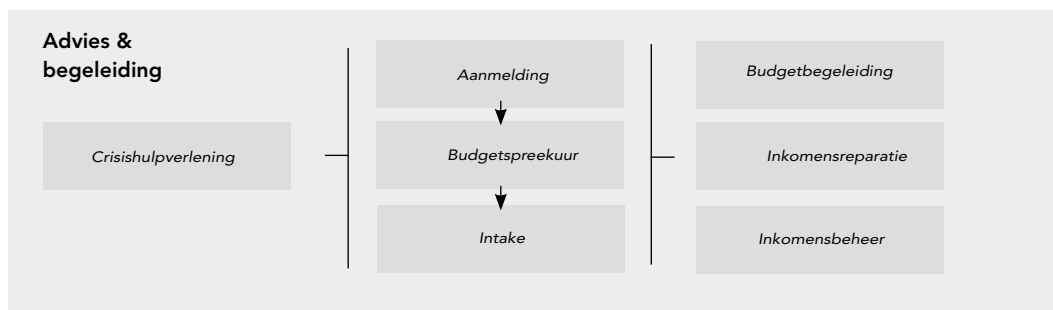 Advies &
begeleiding
Crisishulpverlening
Aanmelding
Budgetspreekuur
Intake
Budgetbegeleiding
Inkomensreparatie
Inkomensbeheer